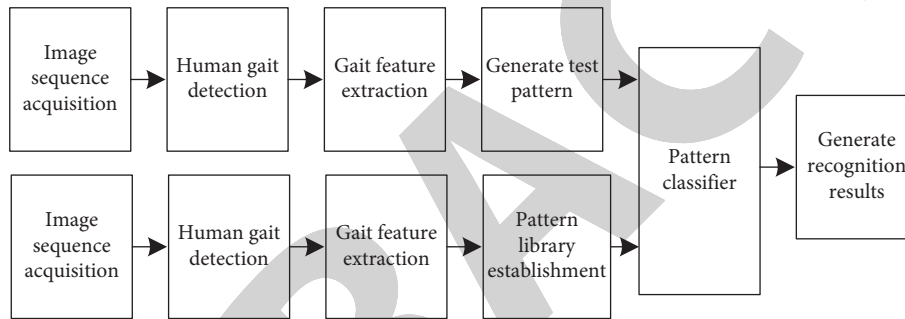 Image
sequence
acquisition
Human gait
detection
Gait feature
extraction
Generate test
pattern
Pattern
classifier
Generate
recognition
results
Image
sequence
acquisition
Human gait
detection
Gait feature
extraction
Pattern
library
establishment